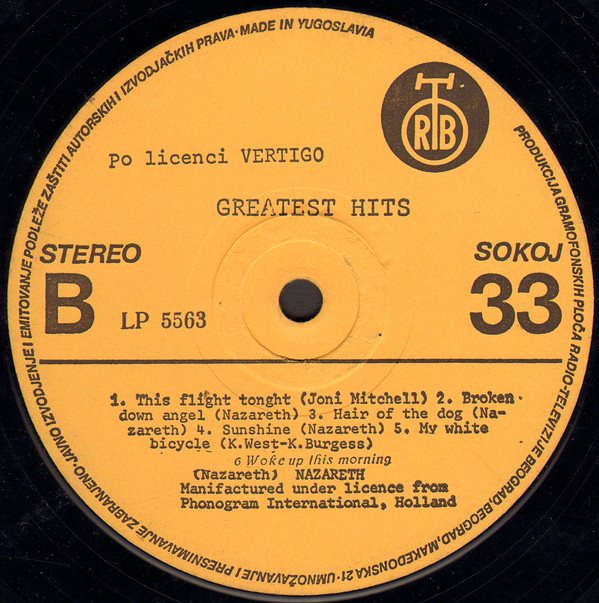 JAVNO IZVODJENJE I EMITOVANJE PODLEŽE ZAŠTITI AUTORSKIH I IZVODJAČKIH PRAVA · MADE IN YUGOSLAVIA
PRODUKCIJA GRAMOFONSKIH PLOČA RADIO-TELEVIZIJE BEOGRAD, BEOGRAD, MAKEDONSKA 21 · UMNOŽAVANJE I PRESNIMAVANJE ZABRANJENO ·
RTB
Po licenci VERTIGO
GREATEST HITS
STEREO
SOKOJ
B
LP 5563
33
1. This flight tonght (Joni Mitchell) 2. Broken
down angel (Nazareth) 3. Hair of the dog (Na-
zareth) 4. Sunshine (Nazareth) 5. My white
bicycle (K.West-K.Burgess)
6 Woke up this morning
(Nazareth) NAZARETH
Manifactured under licence from
Phonogram International, Holland